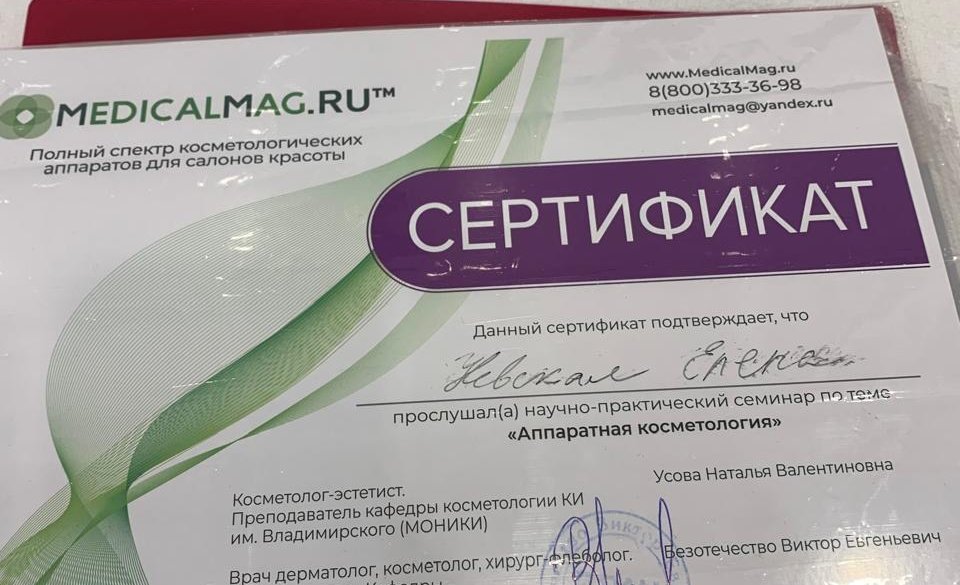 MEDICALMAG.RU™
Полный спектр косметологических
аппаратов для салонов красоты
www.MedicalMag.ru
8(800)333-36-98
medicalmag@yandex.ru
СЕРТИФИКАТ
Данный сертификат подтверждает, что
Невская Елена
прослушал(а) научно-практический семинар по теме
«Аппаратная косметология»
Косметолог-эстетист.
Преподаватель кафедры косметологии КИ
им. Владимирского (МОНИКИ)
Усова Наталья Валентиновна
Врач дерматолог, косметолог, хирург-флеболог.
Безотечество Виктор Евгеньевич